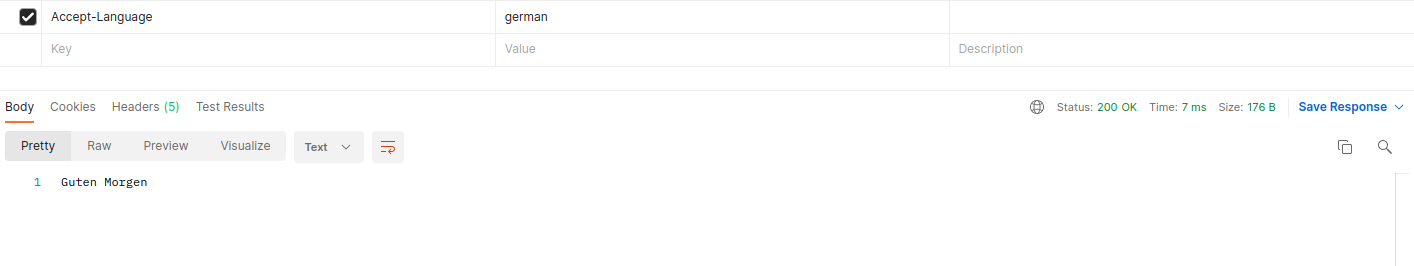 Accept-Language german
Key Value Description
Body Cookies Headers (5) Test Results Status: 200 OK Time: 7 ms Size: 176 B Save Response
Pretty Raw Preview Visualize Text
1 Guten Morgen